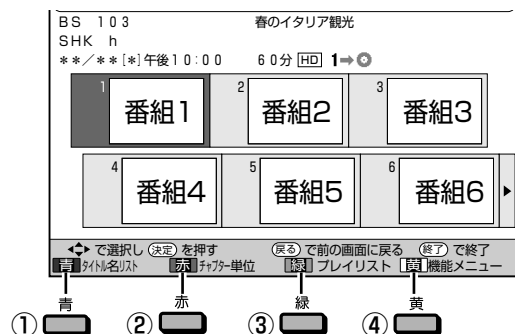 BS 103 春のイタリア観光
SHK h
**／**[*]午後10:00 60分 HD 1➡
1 番組1 2 番組2 3 番組3
4 番組4 5 番組5 6 番組6
で選択し 決定 を押す 戻る で前の画面に戻る 終了 で終了
青 タイトル名リスト 赤 チャプター単位 緑 プレイリスト 黄 機能メニュー
青 赤 緑 黄
① ② ③ ④